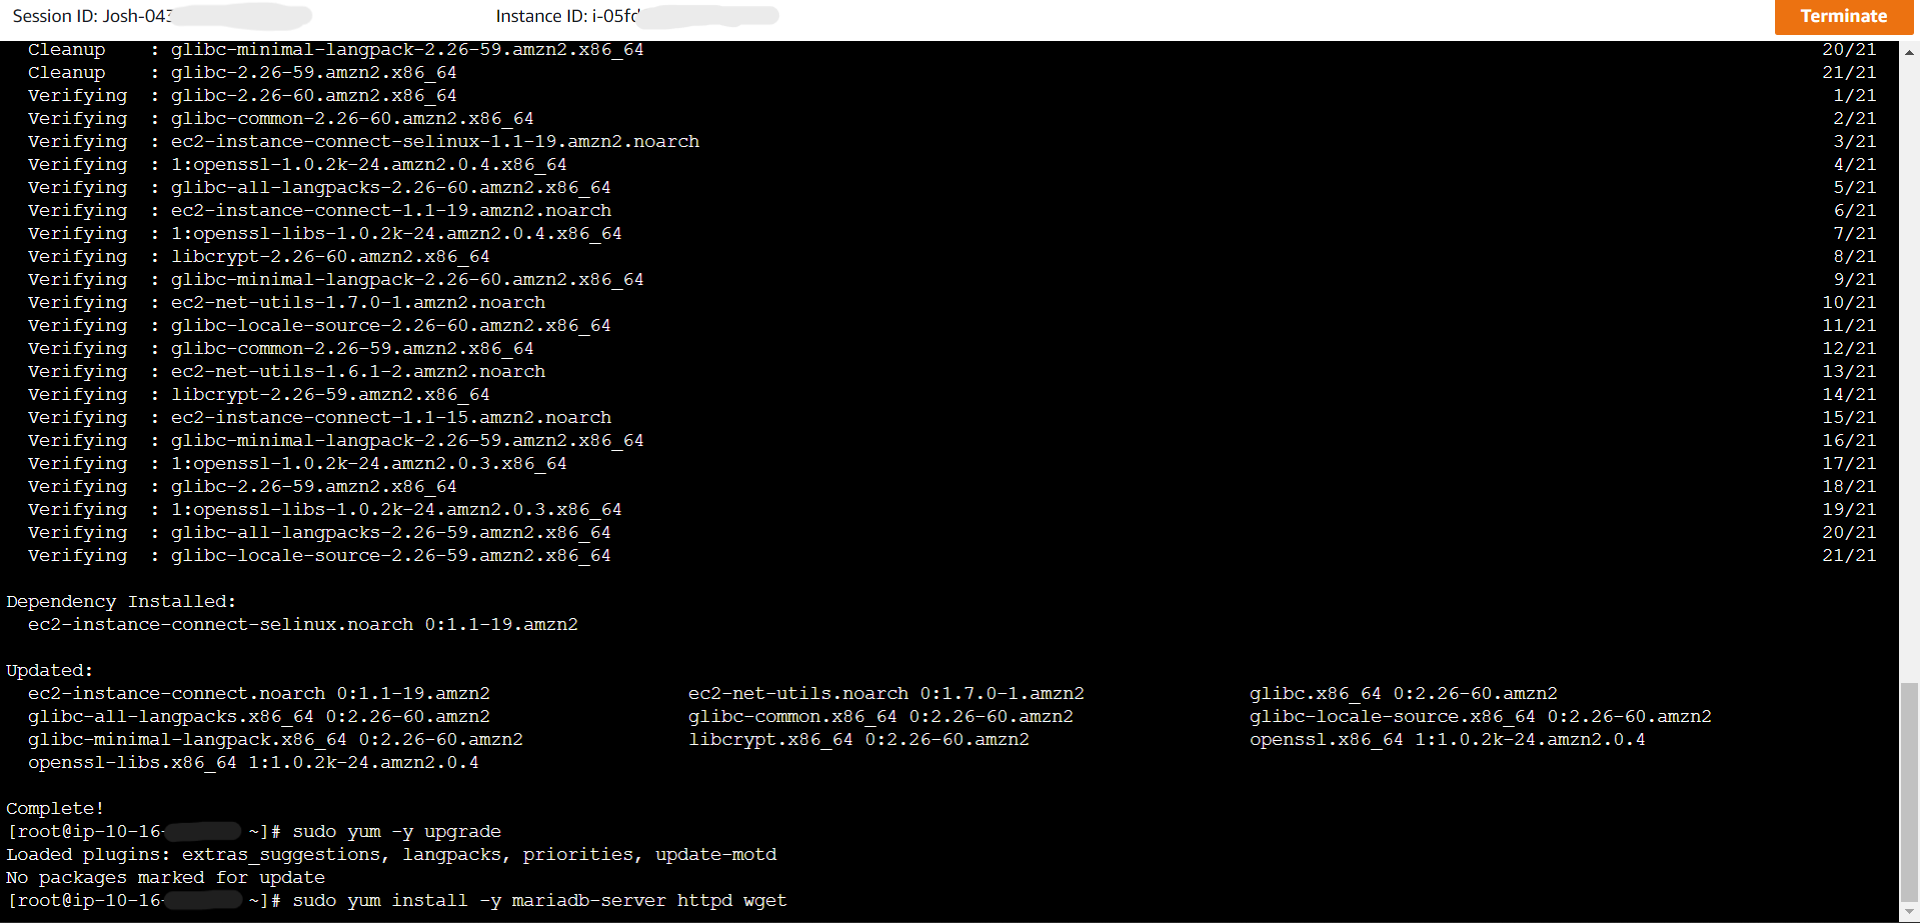 Session ID: Josh-043 Instance ID: i-05fd Terminate
Cleanup : glibc-minimal-langpack-2.26-59.amzn2.x86_64 20/21
Cleanup : glibc-2.26-59.amzn2.x86_64 21/21
Verifying : glibc-2.26-60.amzn2.x86_64 1/21
Verifying : glibc-common-2.26-60.amzn2.x86_64 2/21
Verifying : ec2-instance-connect-selinux-1.1-19.amzn2.noarch 3/21
Verifying : 1:openssl-1.0.2k-24.amzn2.0.4.x86_64 4/21
Verifying : glibc-all-langpacks-2.26-60.amzn2.x86_64 5/21
Verifying : ec2-instance-connect-1.1-19.amzn2.noarch 6/21
Verifying : 1:openssl-libs-1.0.2k-24.amzn2.0.4.x86_64 7/21
Verifying : libcrypt-2.26-60.amzn2.x86_64 8/21
Verifying : glibc-minimal-langpack-2.26-60.amzn2.x86_64 9/21
Verifying : ec2-net-utils-1.7.0-1.amzn2.noarch 10/21
Verifying : glibc-locale-source-2.26-60.amzn2.x86_64 11/21
Verifying : glibc-common-2.26-59.amzn2.x86_64 12/21
Verifying : ec2-net-utils-1.6.1-2.amzn2.noarch 13/21
Verifying : libcrypt-2.26-59.amzn2.x86_64 14/21
Verifying : ec2-instance-connect-1.1-15.amzn2.noarch 15/21
Verifying : glibc-minimal-langpack-2.26-59.amzn2.x86_64 16/21
Verifying : 1:openssl-1.0.2k-24.amzn2.0.3.x86_64 17/21
Verifying : glibc-2.26-59.amzn2.x86_64 18/21
Verifying : 1:openssl-libs-1.0.2k-24.amzn2.0.3.x86_64 19/21
Verifying : glibc-all-langpacks-2.26-59.amzn2.x86_64 20/21
Verifying : glibc-locale-source-2.26-59.amzn2.x86_64 21/21
Dependency Installed:
ec2-instance-connect-selinux.noarch 0:1.1-19.amzn2
Updated:
ec2-instance-connect.noarch 0:1.1-19.amzn2 ec2-net-utils.noarch 0:1.7.0-1.amzn2 glibc.x86_64 0:2.26-60.amzn2
glibc-all-langpacks.x86_64 0:2.26-60.amzn2 glibc-common.x86_64 0:2.26-60.amzn2 glibc-locale-source.x86_64 0:2.26-60.amzn2
glibc-minimal-langpack.x86_64 0:2.26-60.amzn2 libcrypt.x86_64 0:2.26-60.amzn2 openssl.x86_64 1:1.0.2k-24.amzn2.0.4
openssl-libs.x86_64 1:1.0.2k-24.amzn2.0.4
Complete!
[root@ip-10-16- ~]# sudo yum -y upgrade
Loaded plugins: extras_suggestions, langpacks, priorities, update-motd
No packages marked for update
[root@ip-10-16- ~]# sudo yum install -y mariadb-server httpd wget